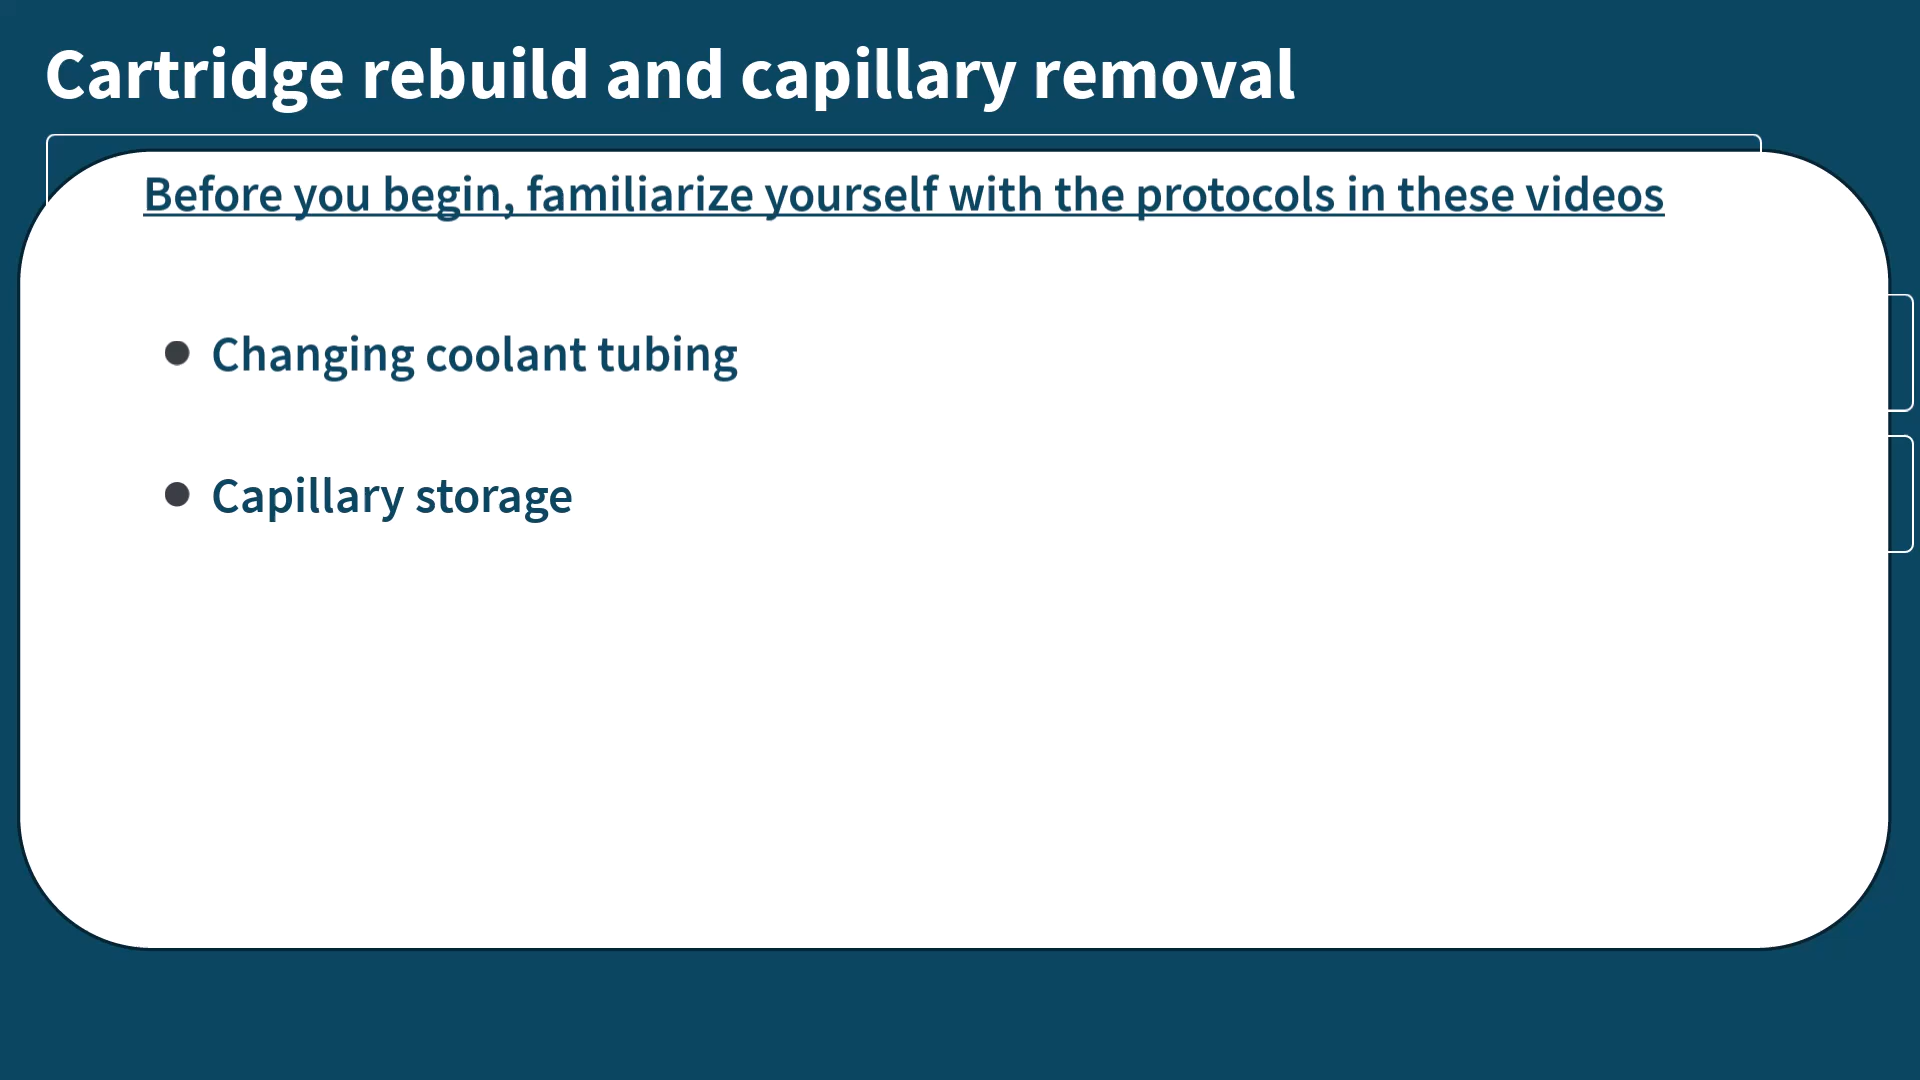 Cartridge rebuild and capillary removal
Before you begin, familiarize yourself with the protocols in these videos
● Changing coolant tubing
● Capillary storage